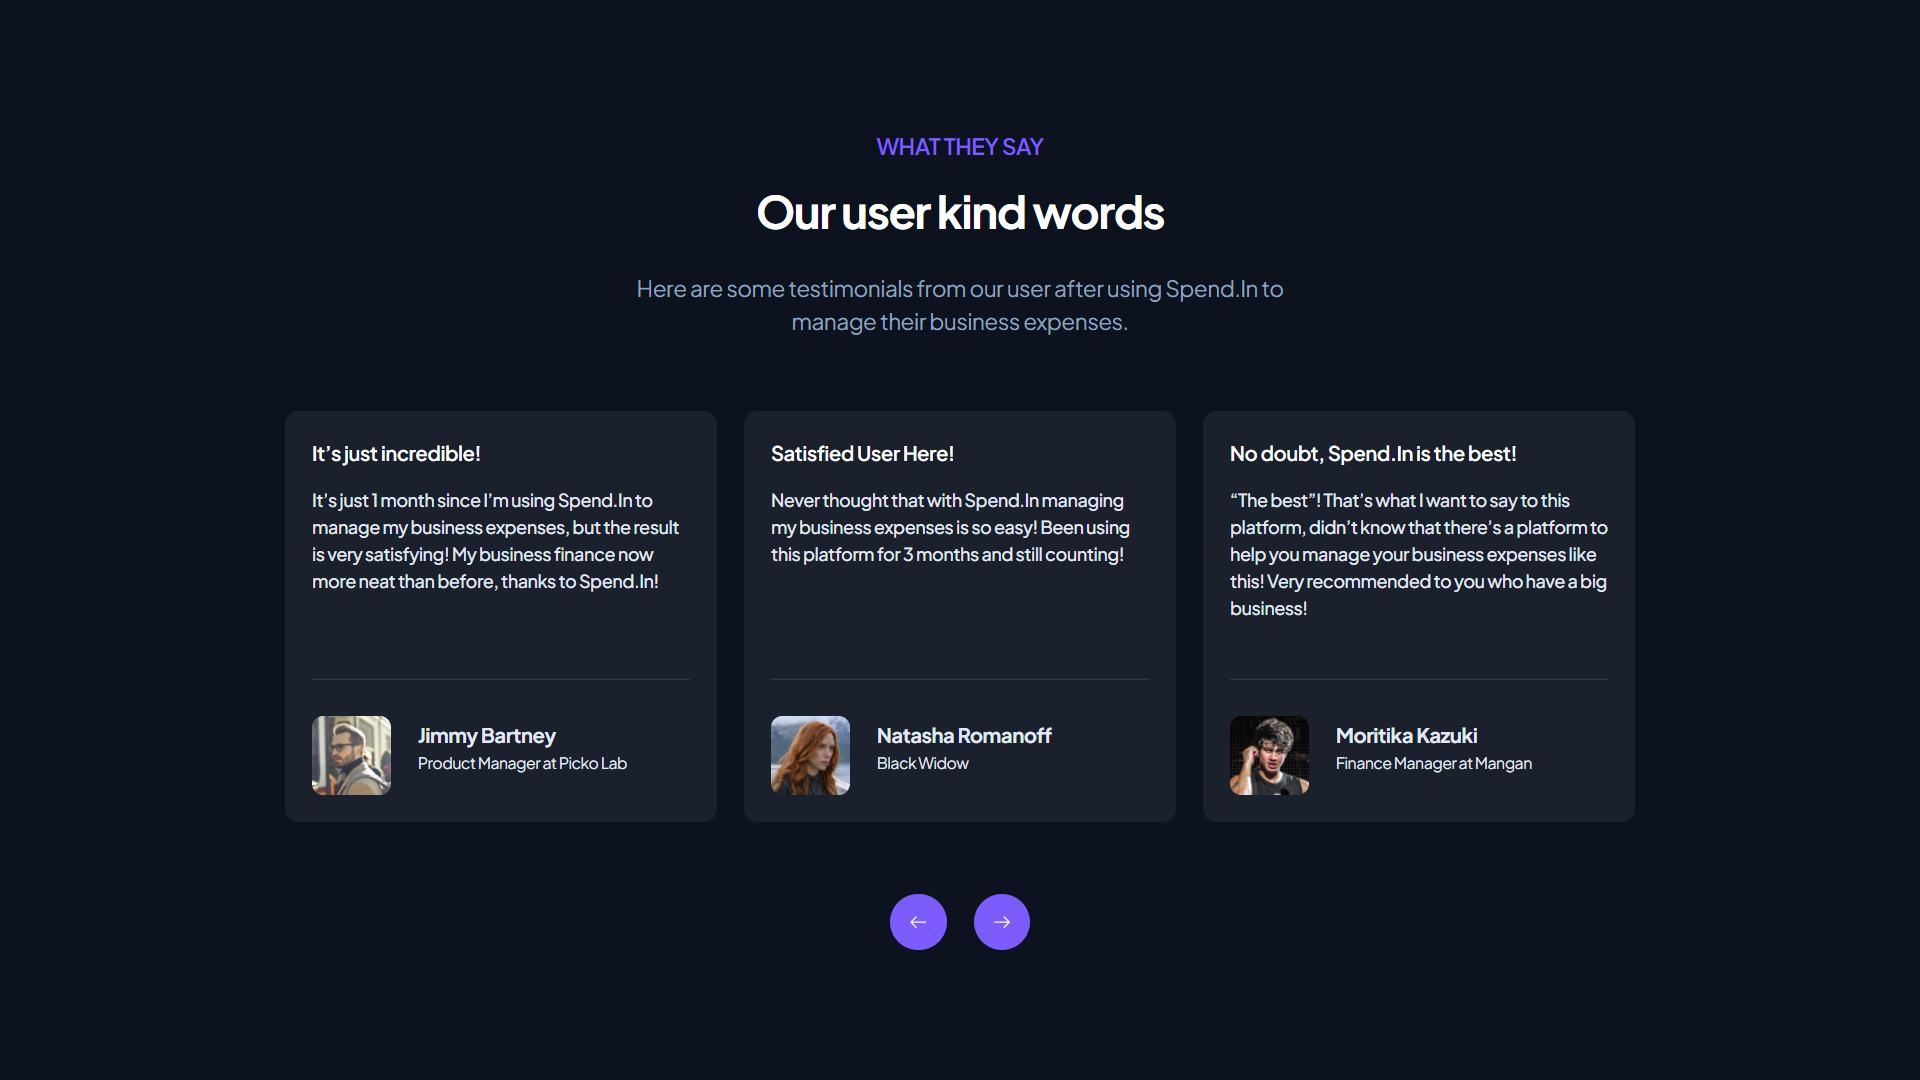 WHAT THEY SAY
Our user kind words
Here are some testimonials from our user after using Spend.In to
manage their business expenses.
It’s just incredible!
It’s just 1 month since I’m using Spend.In to
manage my business expenses, but the result
is very satisfying! My business finance now
more neat than before, thanks to Spend.In!
Jimmy Bartney
Product Manager at Picko Lab
Satisfied User Here!
Never thought that with Spend.In managing
my business expenses is so easy! Been using
this platform for 3 months and still counting!
Natasha Romanoff
Black Widow
No doubt, Spend.In is the best!
“The best”! That’s what I want to say to this
platform, didn’t know that there’s a platform to
help you manage your business expenses like
this! Very recommended to you who have a big
business!
Moritika Kazuki
Finance Manager at Mangan